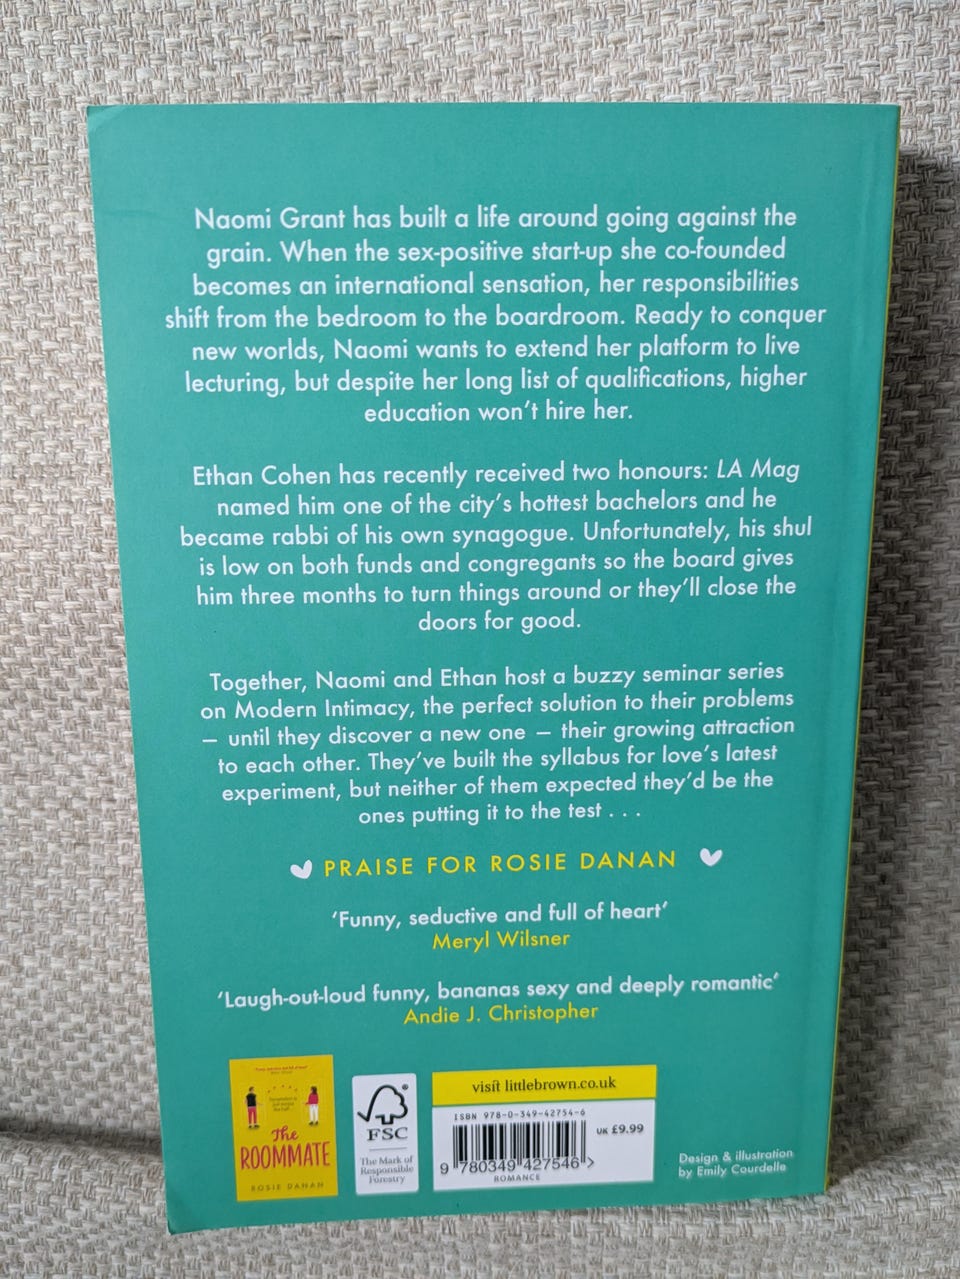 Naomi Grant has built a life around going against the
grain. When the sex-positive start-up she co-founded
becomes an international sensation, her responsibilities
shift from the bedroom to the boardroom. Ready to conquer
new worlds, Naomi wants to extend her platform to live
lecturing, but despite her long list of qualifications, higher
education won't hire her.
Ethan Cohen has recently received two honours: LA Mag
named him one of the city's hottest bachelors and he
became rabbi of his own synagogue. Unfortunately, his shul
is low on both funds and congregants so the board gives
him three months to turn things around or they'll close the
doors for good.
Together, Naomi and Ethan host a buzzy seminar series
on Modern Intimacy, the perfect solution to their problems
– until they discover a new one – their growing attraction
to each other. They've built the syllabus for love's latest
experiment, but neither of them expected they'd be the
ones putting it to the test . . .
PRAISE FOR ROSIE DANAN
'Funny, seductive and full of heart'
Meryl Wilsner
'Laugh-out-loud funny, bananas sexy and deeply romantic'
Andie J. Christopher
The
ROOMMATE
ROSIE DANAN
FSC
The Mark of
Responsible
Forestry
visit littlebrown.co.uk
ISBN 978-0-349-42754-6
UK £9.99
9 780349 427546 >
ROMANCE
Design & illustration
by Emily Courdelle